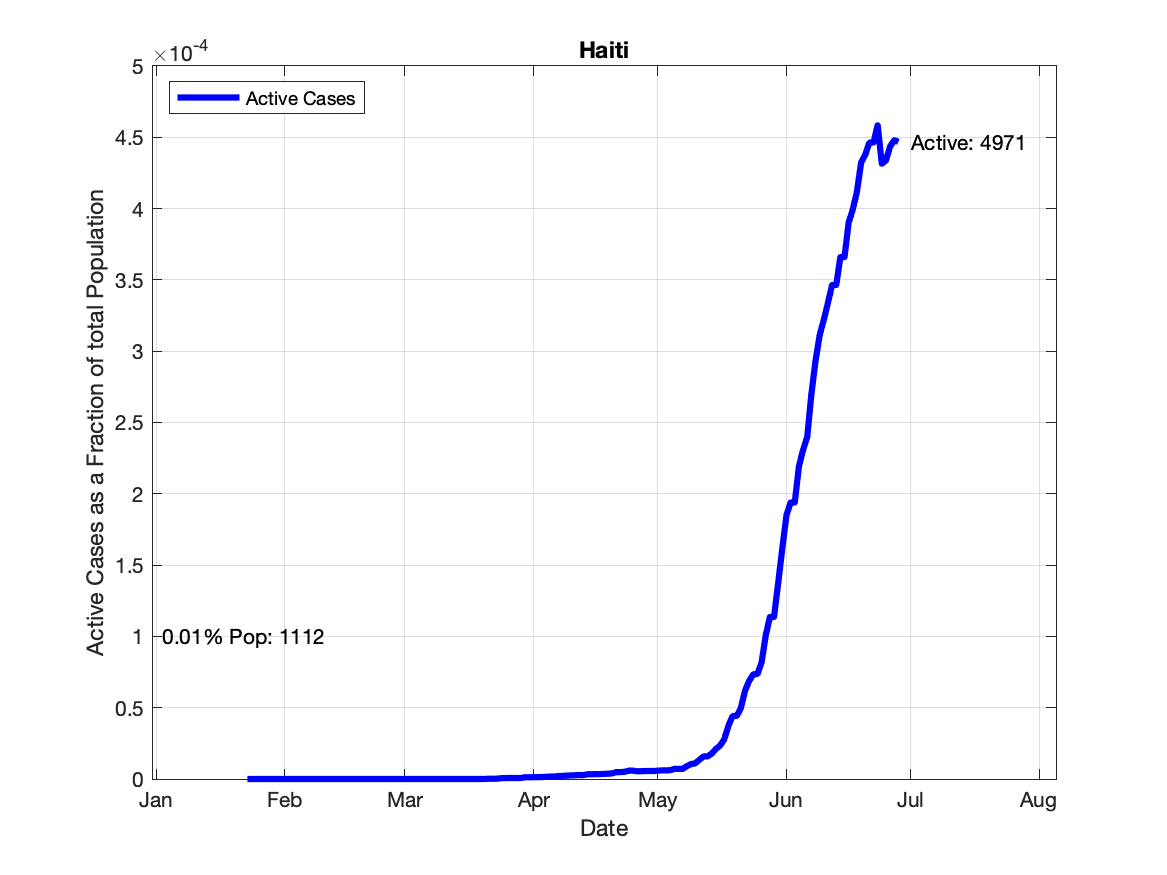 ×10⁻⁴
Haiti
Active Cases
Active Cases as a Fraction of total Population
5
4.5
4
3.5
3
2.5
2
1.5
1
0.5
0
Active: 4971
0.01% Pop: 1112
Jan Feb Mar Apr May Jun Jul Aug
Date